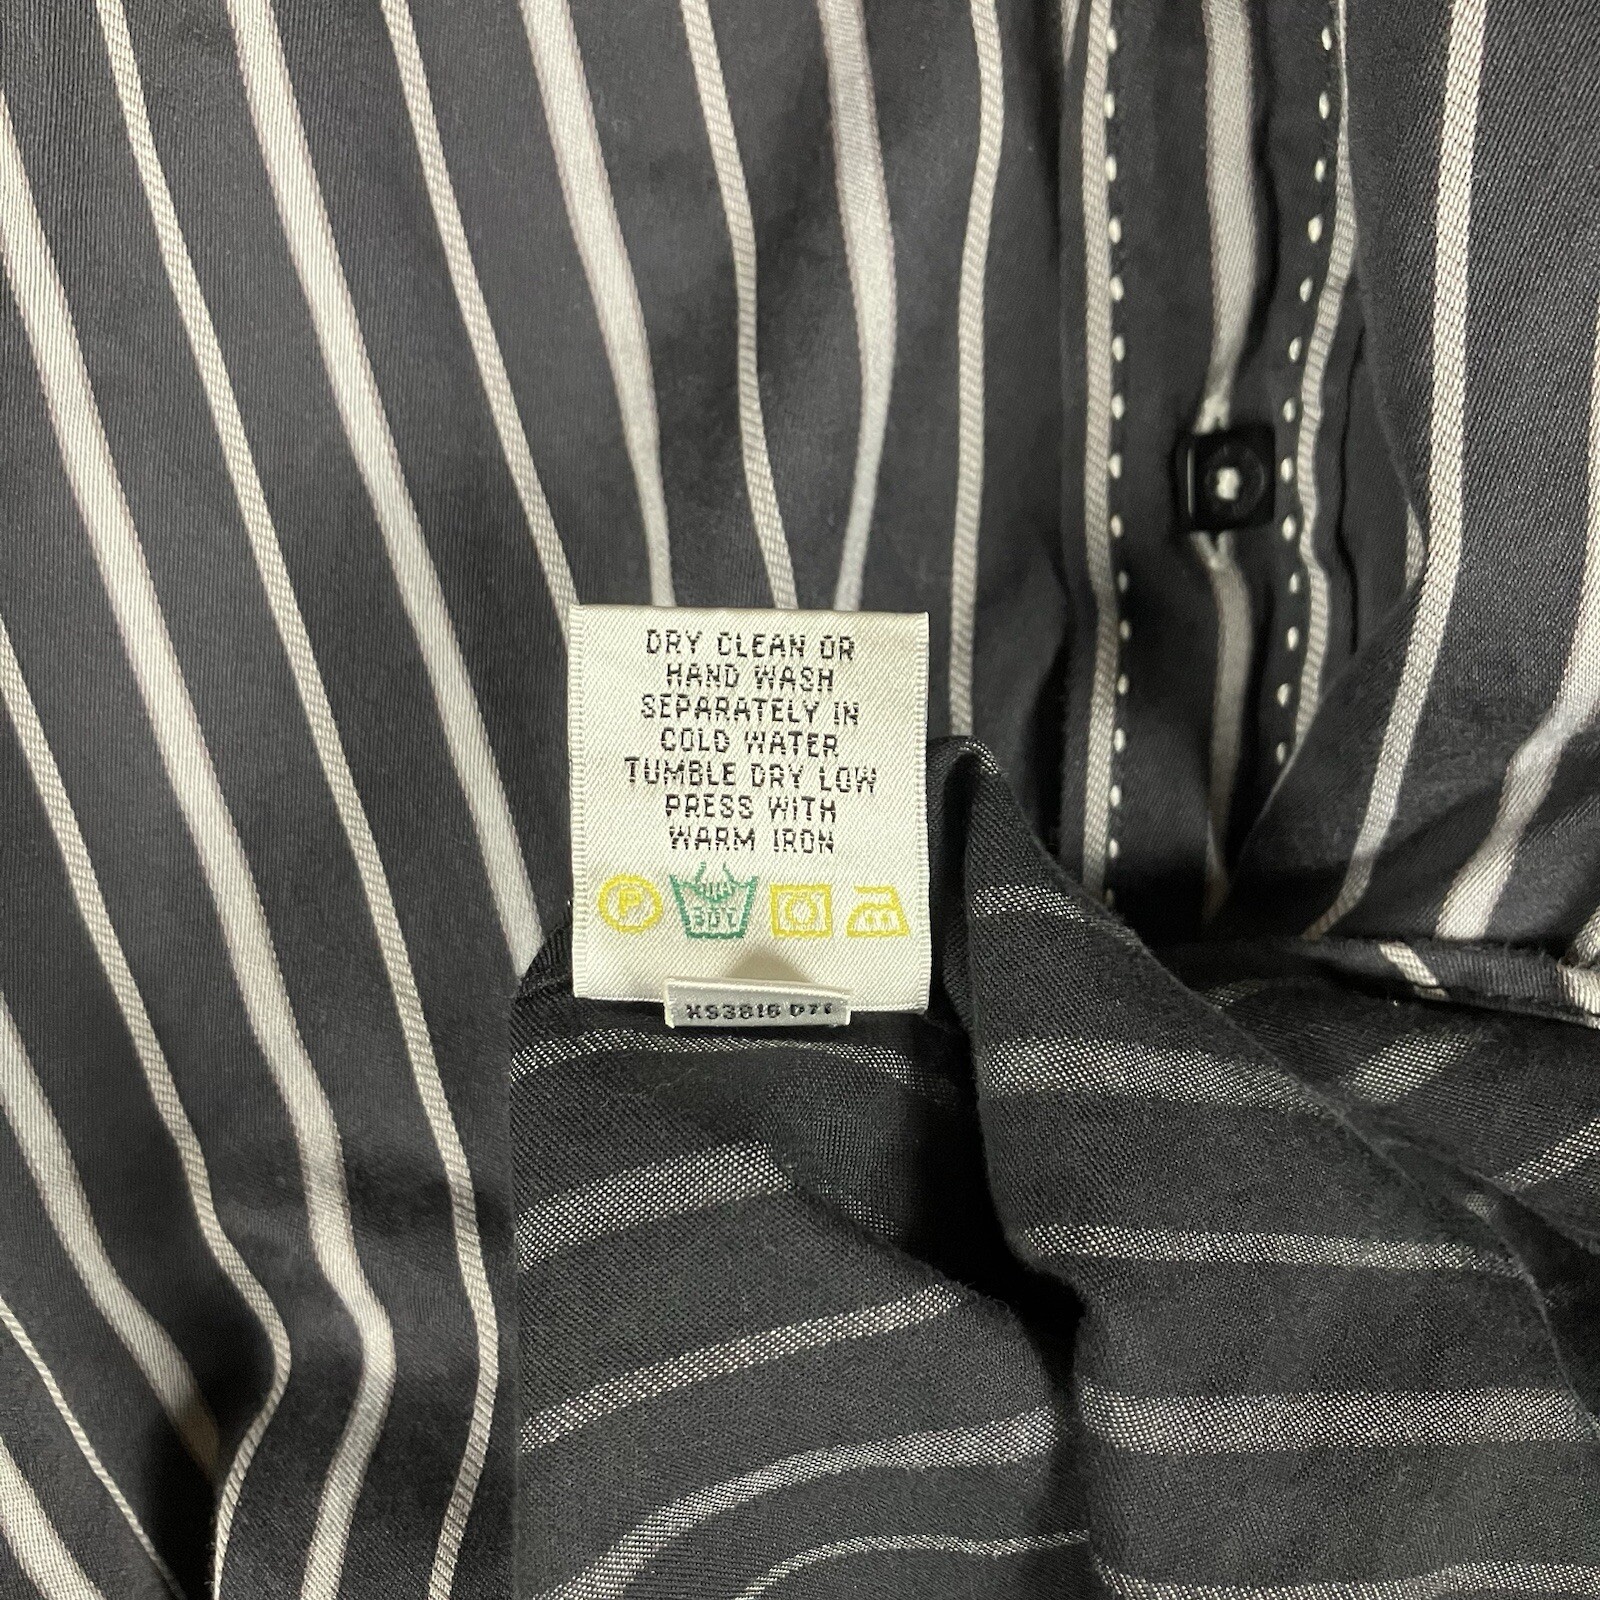 DRY CLEAN OR
HAND WASH
SEPARATELY IN
COLD WATER
TUMBLE DRY LOW
PRESS WITH
WARM IRON
P